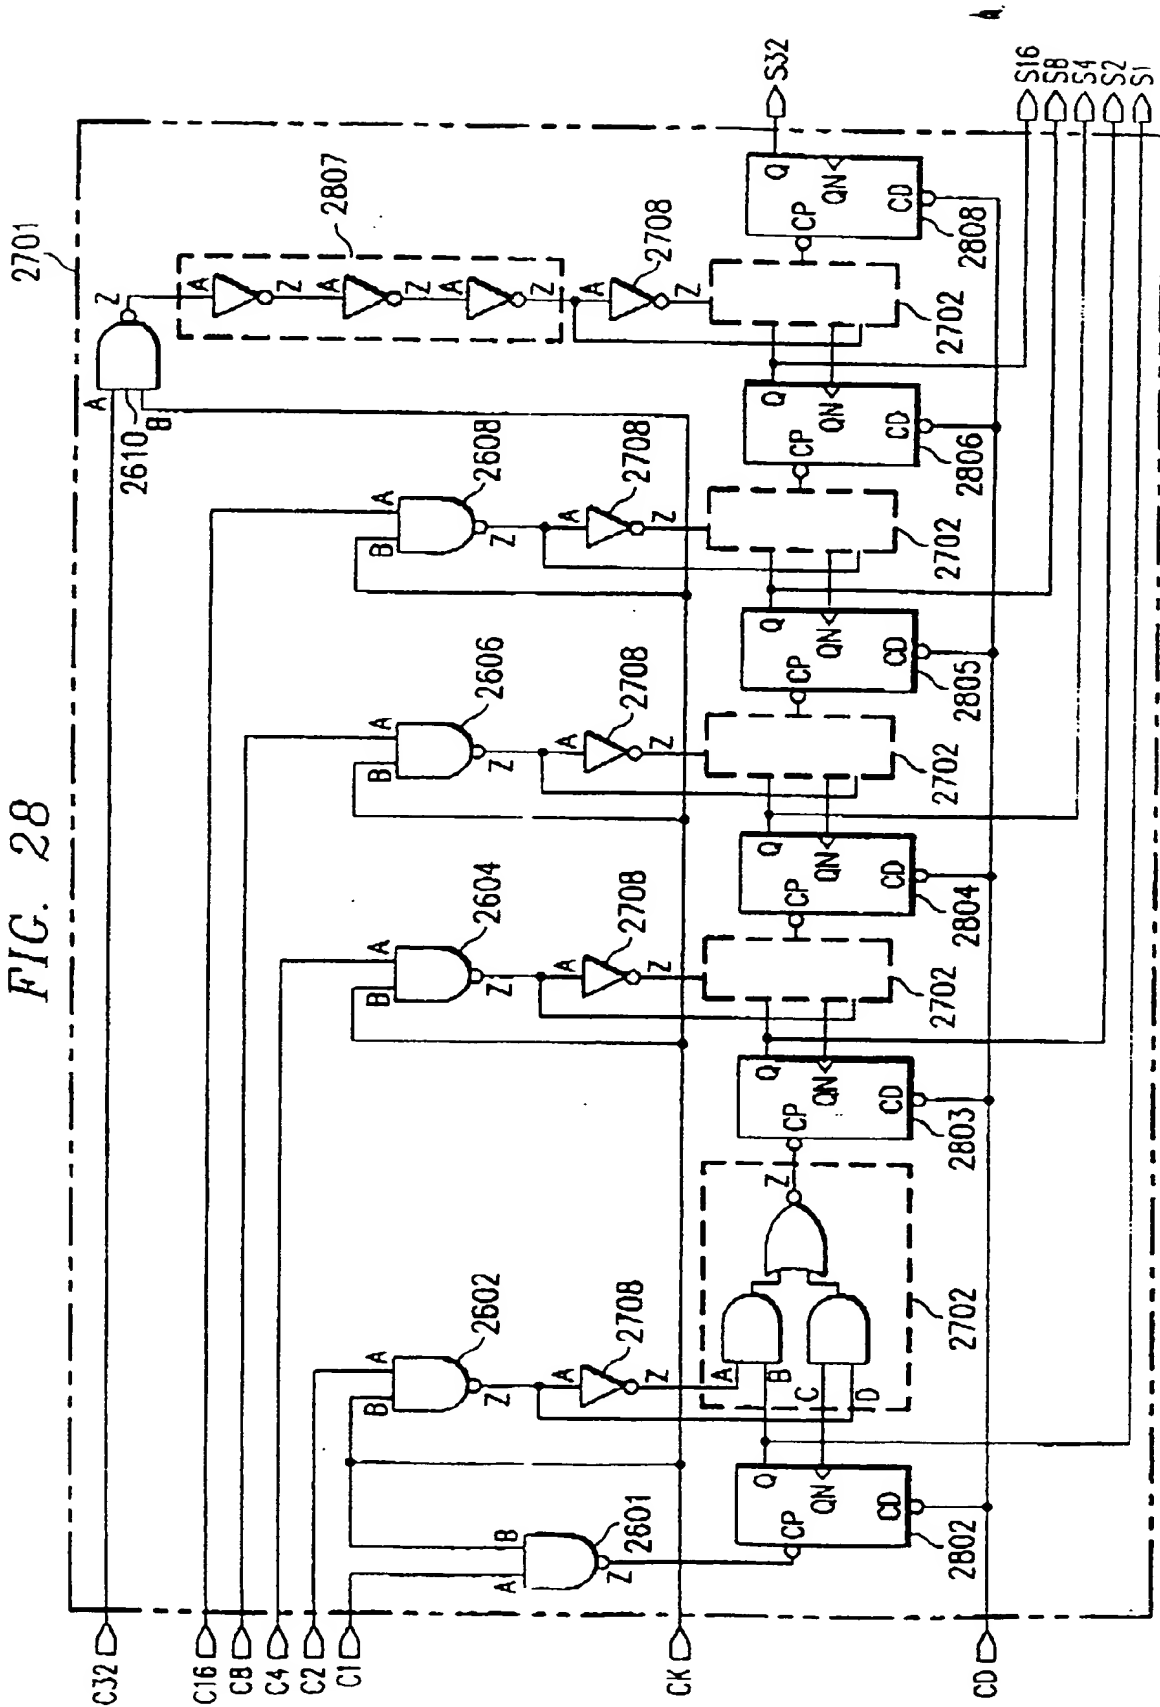 FIG. 28
2701
C32
C16
C8
C4
C2
C1
CK
CD
A
2610
B
Z
2807
A
Z
A
Z
A
A
2708
Z
2702
B
A
2608
Z
A
2708
Z
2702
B
A
2606
Z
A
2708
Z
2702
B
A
2604
Z
A
2708
Z
2702
B
A
2602
Z
A
2708
Z
A
B
C
D
Z
2702
A
B
2601
Z
CP
Q
QN
CD
2802
CP
Q
QN
CD
2803
CP
Q
QN
CD
2804
CP
Q
QN
CD
2805
CP
Q
QN
CD
2806
CP
Q
QN
CD
2808
S32
S16
S8
S4
S2
S1